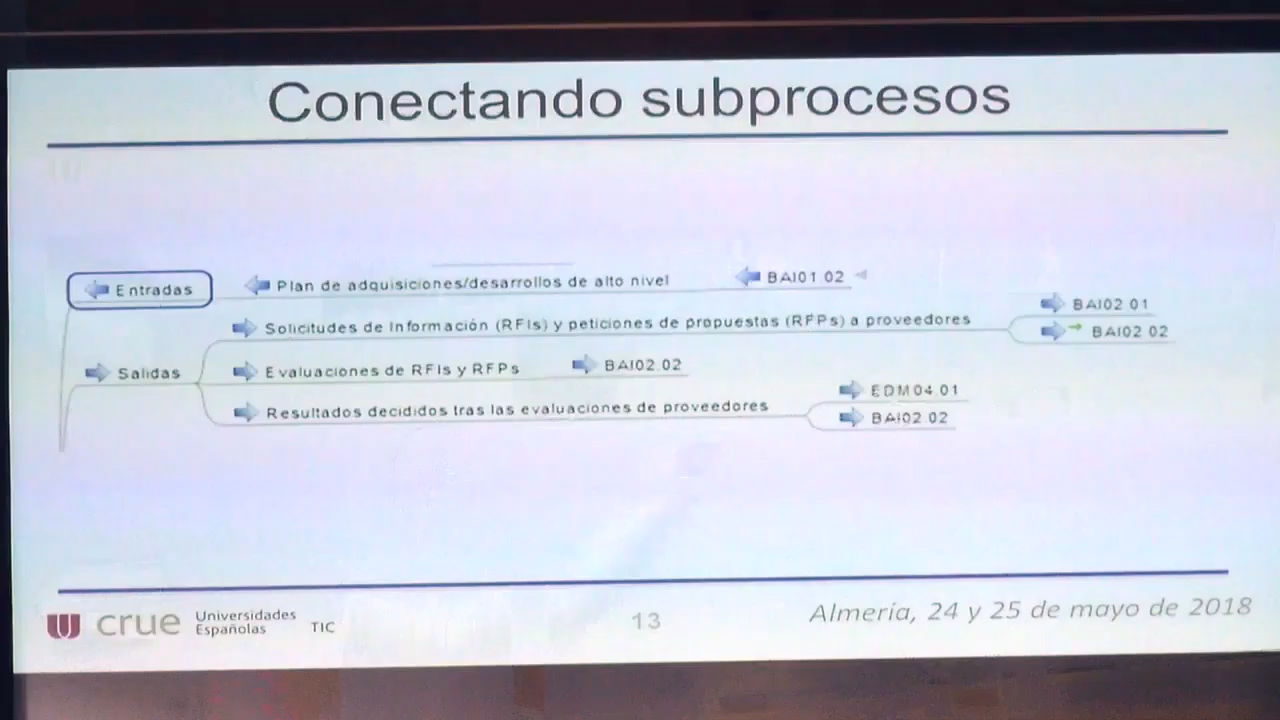 Conectando subprocesos
Entradas
Plan de adquisiciones/desarrollos de alto nivel
BAI01.02
Solicitudes de Información (RFIs) y peticiones de propuestas (RFPs) a proveedores
BAI02.01
BAI02.02
Salidas
Evaluaciones de RFIs y RFPs
BAI02.02
Resultados decididos tras las evaluaciones de proveedores
EDM04.01
BAI02.02
crue Universidades
Españolas TIC
13
Almería, 24 y 25 de mayo de 2018